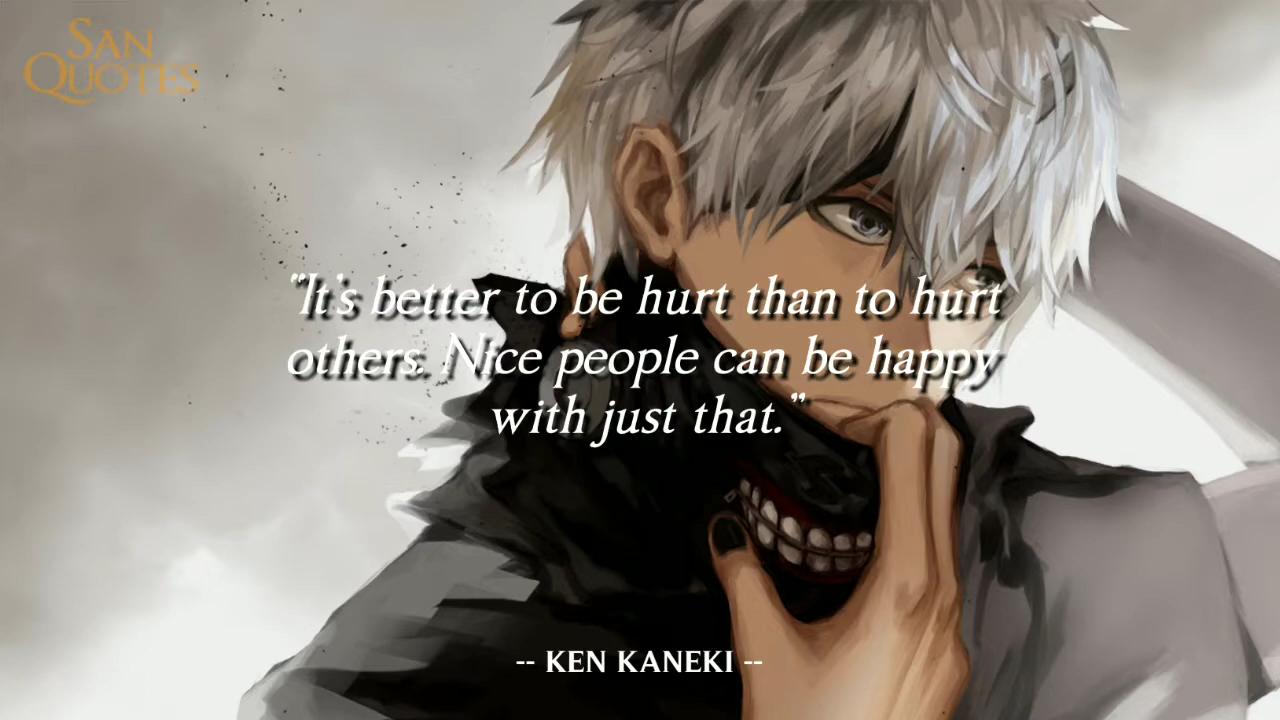 SAN
QUOTES
"It's better to be hurt than to hurt
others. Nice people can be happy
with just that."
-- KEN KANEKI --